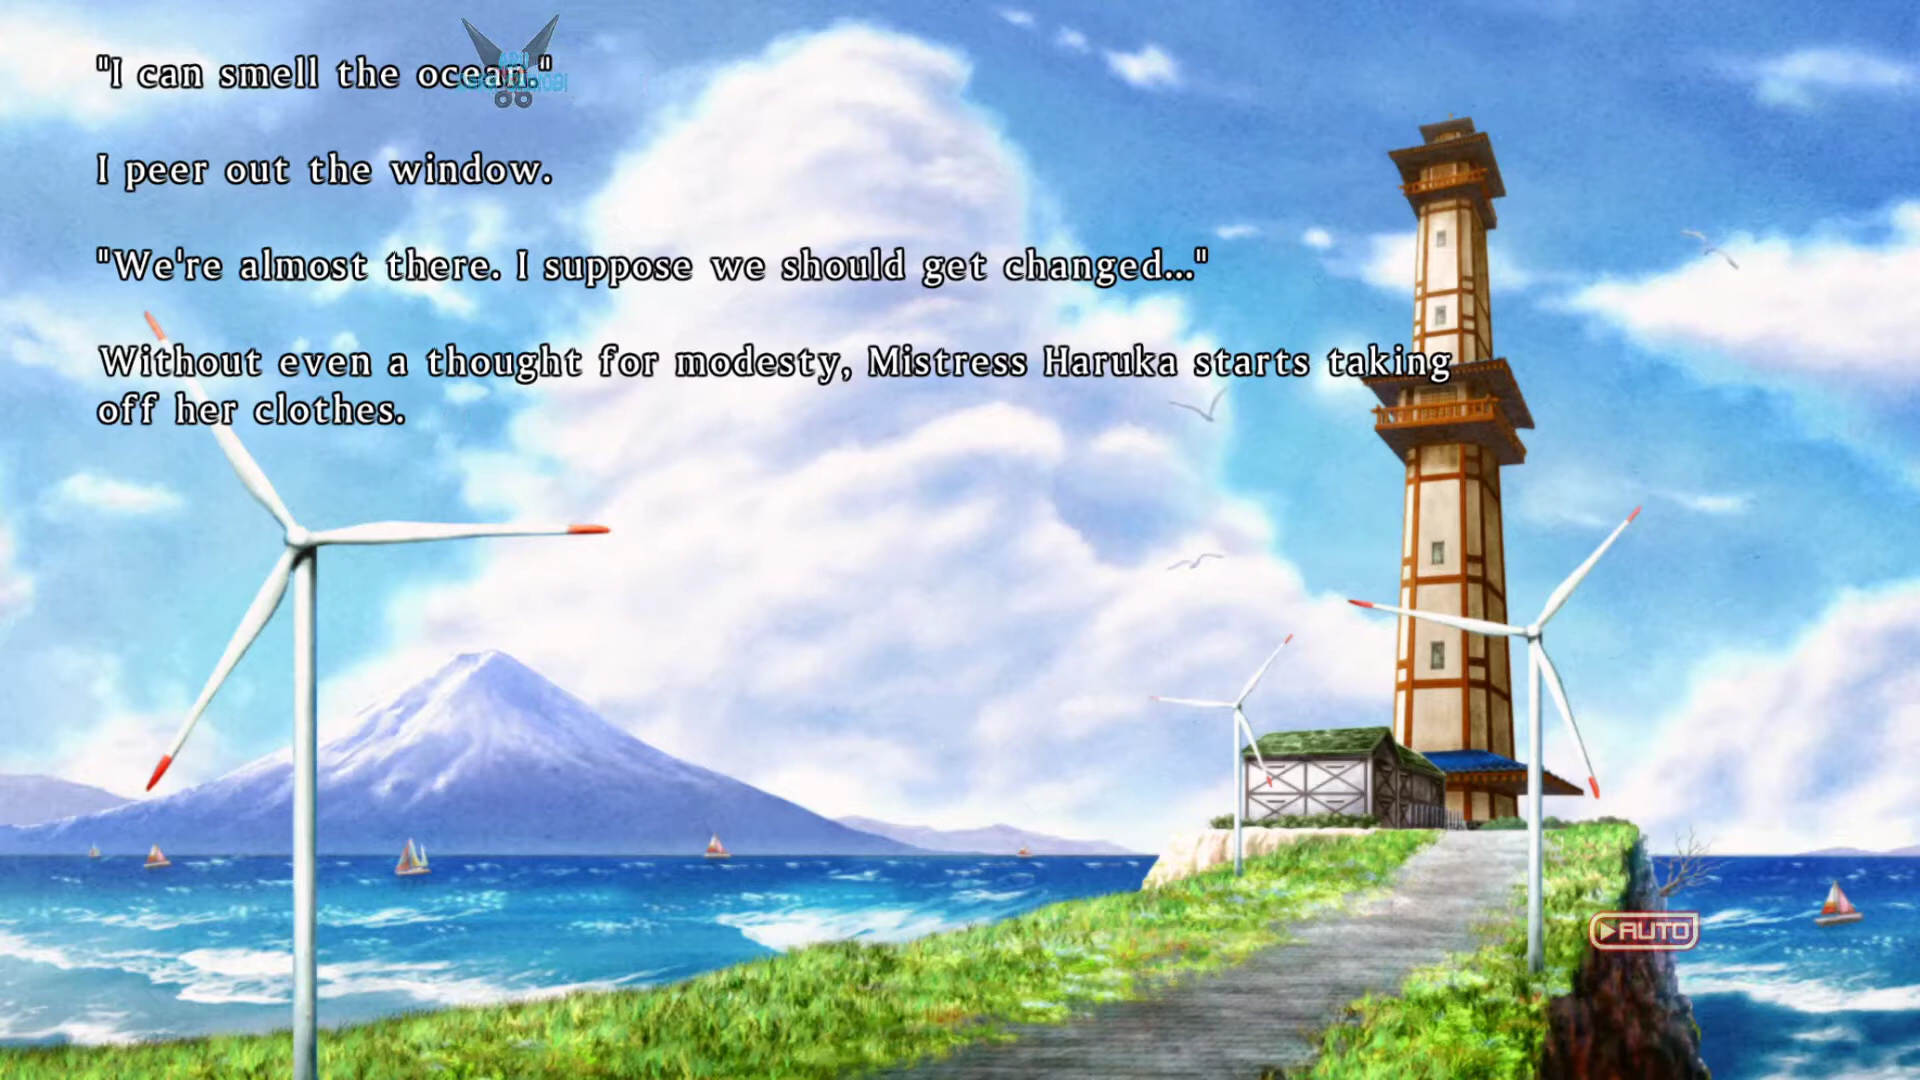 "I can smell the ocean."
I peer out the window.
"We're almost there. I suppose we should get changed..."
Without even a thought for modesty, Mistress Haruka starts taking
off her clothes.
AUTO